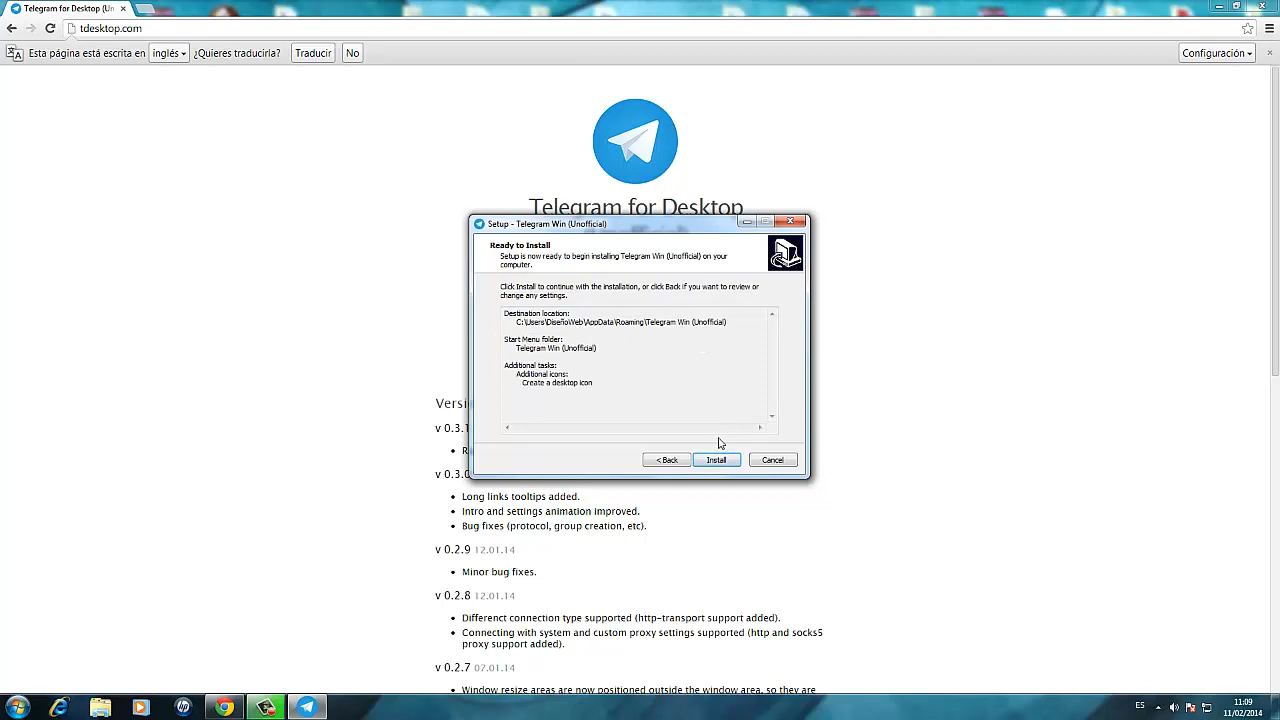 Telegram for Desktop (Un
tdesktop.com
Esta página está escrita en inglés ¿Quieres traducirla? Traducir No Configuración
Telegram for Desktop
Setup - Telegram Win (Unofficial)
Ready to Install
Setup is now ready to begin installing Telegram Win (Unofficial) on your
computer.
Click Install to continue with the installation, or click Back if you want to review or
change any settings.
Destination location:
C:\Users\DiseñoWeb\AppData\Roaming\Telegram Win (Unofficial)
Start Menu folder:
Telegram Win (Unofficial)
Additional tasks:
Additional icons:
Create a desktop icon
< Back Install Cancel
Versi
v 0.3.1
R
v 0.3.0
Long links tooltips added.
Intro and settings animation improved.
Bug fixes (protocol, group creation, etc).
v 0.2.9 12.01.14
Minor bug fixes.
v 0.2.8 12.01.14
Differenct connection type supported (http-transport support added).
Connecting with system and custom proxy settings supported (http and socks5
proxy support added).
v 0.2.7 07.01.14
Window resize areas are now positioned outside the window area, so they are
hp
ES
11:09
11/02/2014